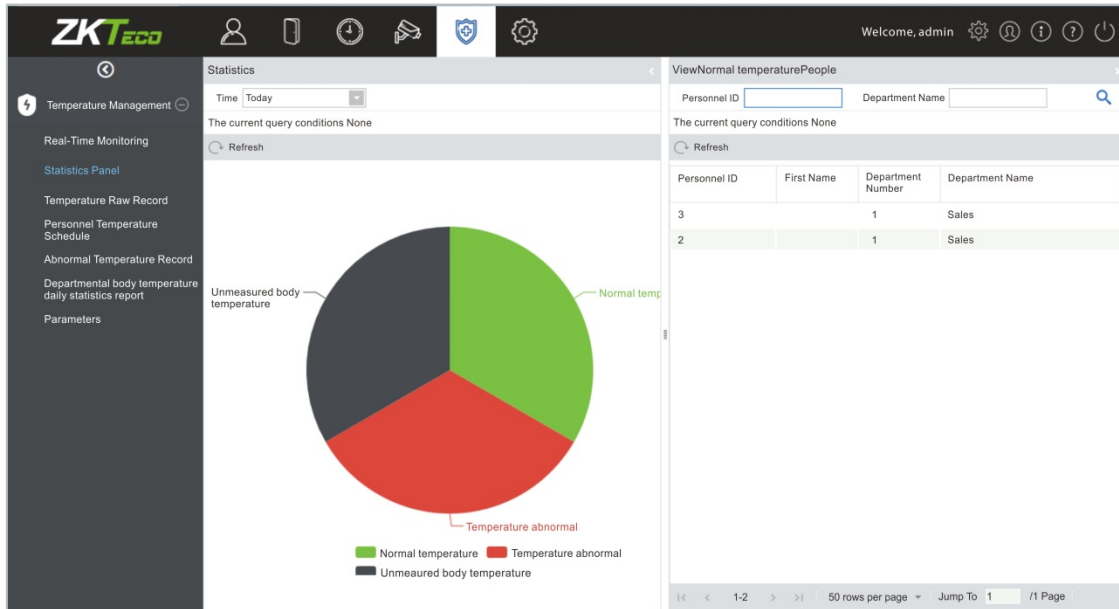 ZKTeco
Welcome, admin
Temperature Management
Real-Time Monitoring
Statistics Panel
Temperature Raw Record
Personnel Temperature
Schedule
Abnormal Temperature Record
Departmental body temperature
daily statistics report
Parameters
Statistics
Time Today
The current query conditions None
Refresh
Unmeasured body
temperature
Normal temp
Temperature abnormal
Normal temperature Temperature abnormal
Unmeaured body temperature
ViewNormal temperaturePeople
Personnel ID Department Name
The current query conditions None
Refresh
Personnel ID First Name Department Department Name
Number
3 1 Sales
2 1 Sales
1-2 50 rows per page Jump To 1 /1 Page